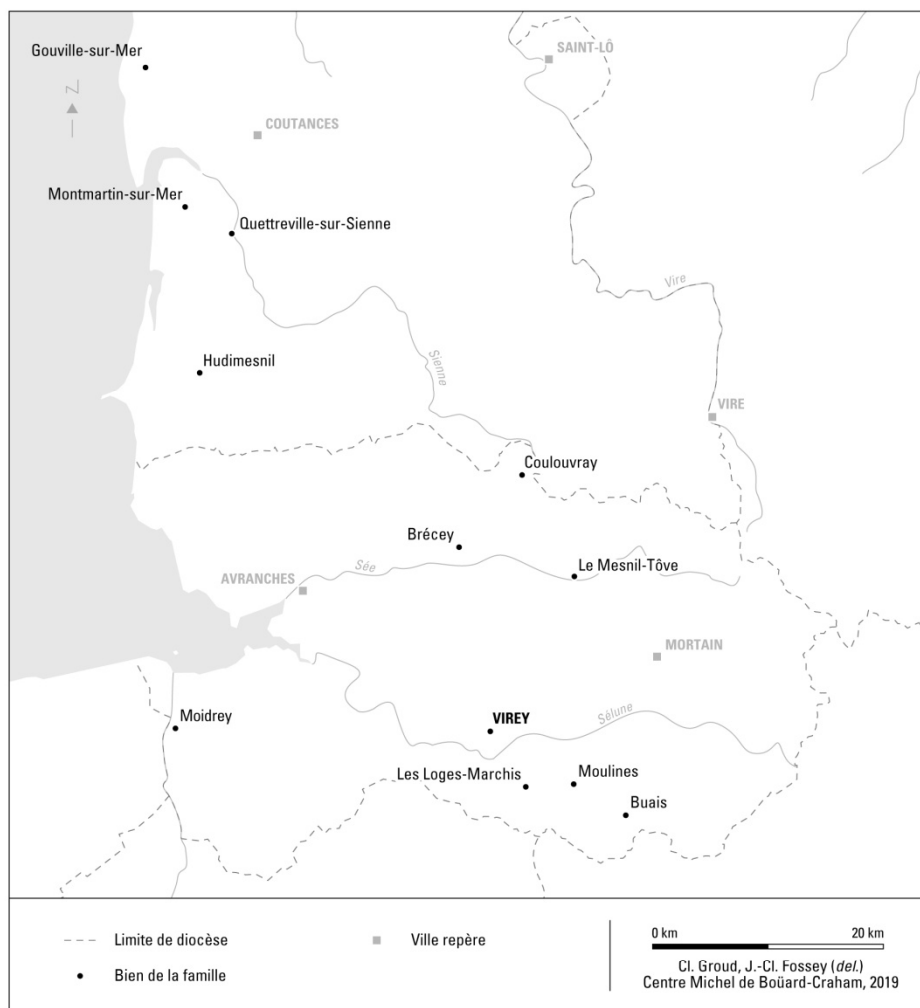 Gouville-sur-Mer
SAINT-LÔ
Z
COUTANCES
Montmartin-sur-Mer
Quettreville-sur-Sienne
Vire
Hudimesnil
Sienne
VIRE
Coulouvray
Brécey
Sée
Le Mesnil-Tôve
AVRANCHES
MORTAIN
Moidrey
VIREY
Sélune
Les Loges-Marchis
Moulines
Buais
Limite de diocèse
Ville repère
0 km 20 km
Bien de la famille
Cl. Groud, J.-Cl. Fossey (del.)
Centre Michel de Boüard-Craham, 2019